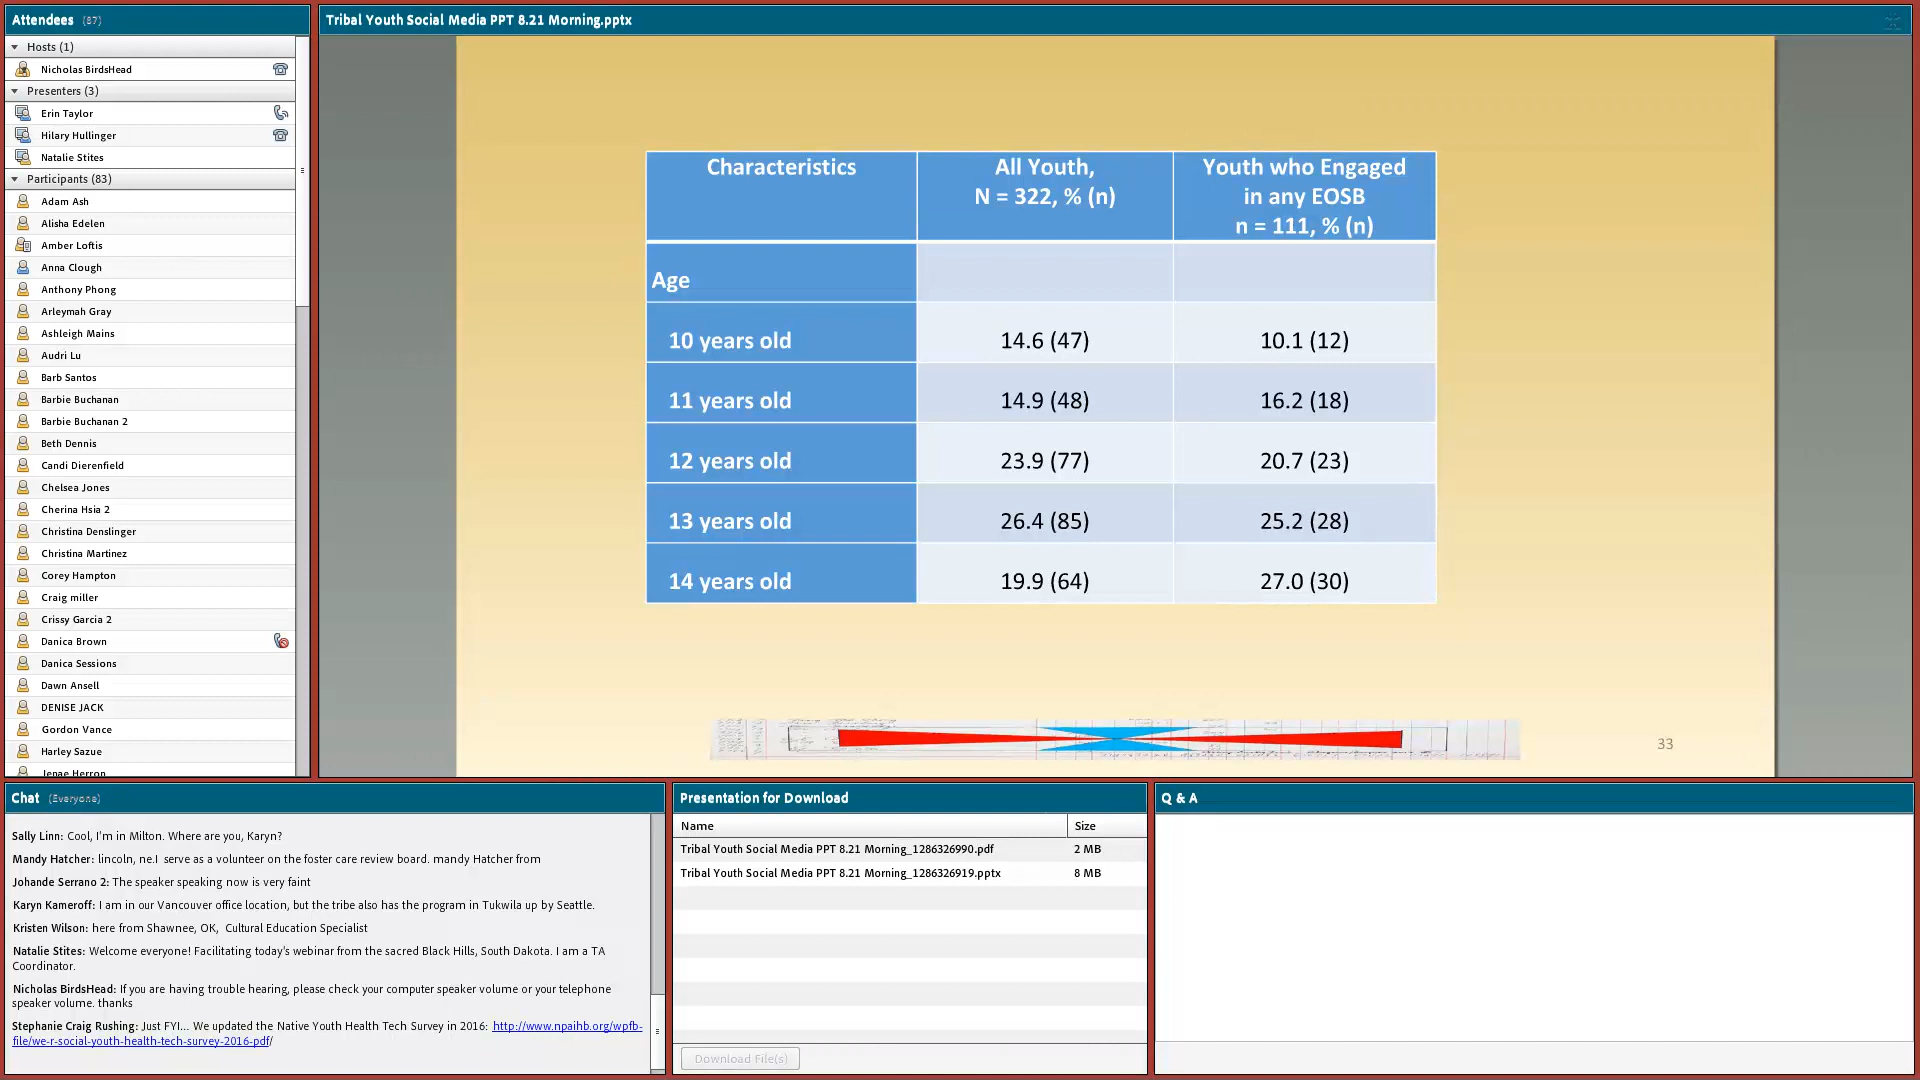 Attendees (87)
Hosts (1)
Nicholas BirdsHead
Presenters (3)
Erin Taylor
Hilary Hullinger
Natalie Stites
Participants (83)
Adam Ash
Alisha Edelen
Amber Loftis
Anna Clough
Anthony Phong
Arleymah Gray
Ashleigh Mains
Audri Lu
Barb Santos
Barbie Buchanan
Barbie Buchanan 2
Beth Dennis
Candi Dierenfield
Chelsea Jones
Cherina Hsia 2
Christina Denslinger
Christina Martinez
Corey Hampton
Craig miller
Crissy Garcia 2
Danica Brown
Danica Sessions
Dawn Ansell
DENISE JACK
Gordon Vance
Harley Sazue
Jenae Herron
Tribal Youth Social Media PPT 8.21 Morning.pptx
Characteristics
All Youth,
N = 322, % (n)
Youth who Engaged
in any EOSB
n = 111, % (n)
Age
10 years old 14.6 (47) 10.1 (12)
11 years old 14.9 (48) 16.2 (18)
12 years old 23.9 (77) 20.7 (23)
13 years old 26.4 (85) 25.2 (28)
14 years old 19.9 (64) 27.0 (30)
33
Chat (Everyone)
Sally Linn: Cool, I'm in Milton. Where are you, Karyn?
Mandy Hatcher: lincoln, ne.I serve as a volunteer on the foster care review board. mandy Hatcher from
Johande Serrano 2: The speaker speaking now is very faint
Karyn Kameroff: I am in our Vancouver office location, but the tribe also has the program in Tukwila up by Seattle.
Kristen Wilson: here from Shawnee, OK, Cultural Education Specialist
Natalie Stites: Welcome everyone! Facilitating today's webinar from the sacred Black Hills, South Dakota. I am a TA
Coordinator.
Nicholas BirdsHead: If you are having trouble hearing, please check your computer speaker volume or your telephone
speaker volume. thanks
Stephanie Craig Rushing: Just FYI... We updated the Native Youth Health Tech Survey in 2016: http://www.npaihb.org/wpfb-
file/we-r-social-youth-health-tech-survey-2016-pdf/
Presentation for Download
Name Size
Tribal Youth Social Media PPT 8.21 Morning_1286326990.pdf 2 MB
Tribal Youth Social Media PPT 8.21 Morning_1286326919.pptx 8 MB
Download File(s)
Q & A